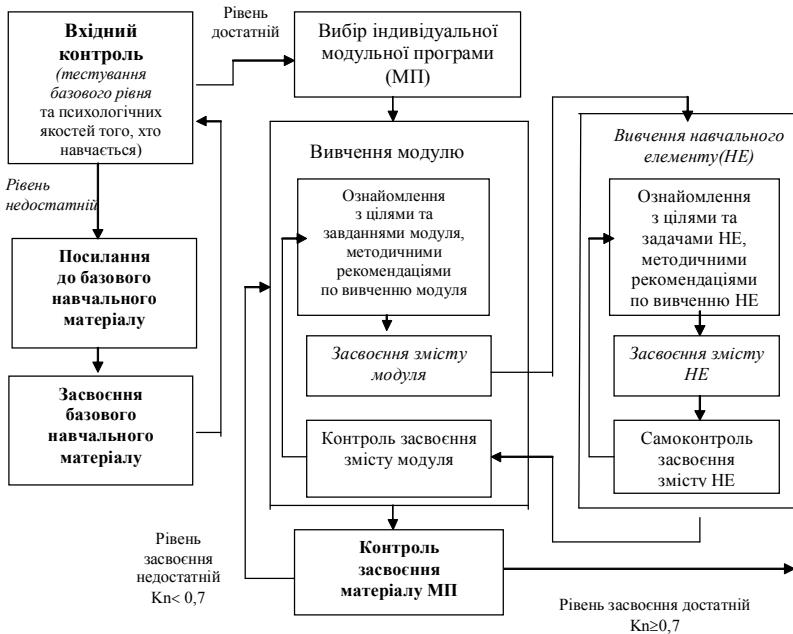 Вхідний
контроль
(тестування
базового рівня
та психологічних
якостей того, хто
навчається)
Рівень
достатній
Вибір індивідуальної
модульної програми
(МП)
Рівень
недостатній
Посилання
до базового
навчального
матеріалу
Засвоєння
базового
навчального
матеріалу
Вивчення модулю
Ознайомлення
з цілями та
завданнями модуля,
методичними
рекомендаціями
по вивченню модуля
Засвоєння змісту
модуля
Контроль засвоєння
змісту модуля
Вивчення навчального
елементу(НЕ)
Ознайомлення
з цілями та
задачами НЕ,
методичними
рекомендаціями
по вивченню НЕ
Засвоєння змісту
НЕ
Самоконтроль
засвоєння
змісту НЕ
Рівень
засвоєння
недостатній
Кn< 0,7
Контроль
засвоєння
матеріалу МП
Рівень засвоєння достатній
Кn≥0,7